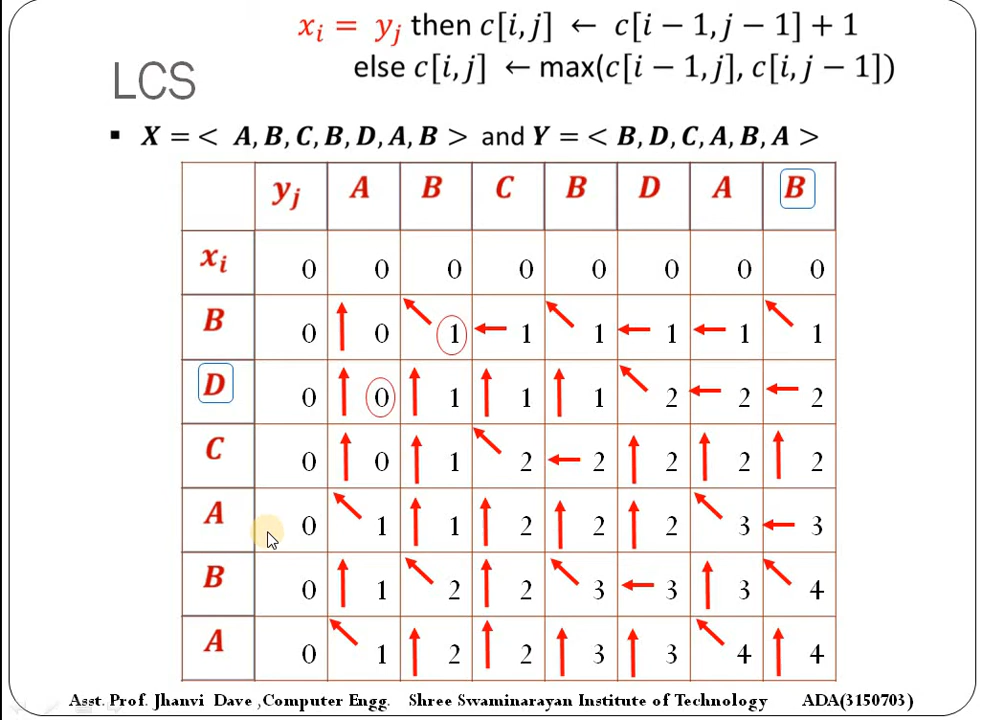 xᵢ = yⱼ then c[i,j] ← c[i − 1, j − 1] + 1
else c[i,j] ← max(c[i − 1,j], c[i,j − 1])
LCS
▪ X = < A, B, C, B, D, A, B > and Y = < B, D, C, A, B, A >
yⱼ A B C B D A B
xᵢ 0 0 0 0 0 0 0 0
B 0 ↑ 0 ↖ 1 ← 1 ↖ 1 ← 1 ← 1 ↖ 1
D 0 ↑ 0 ↑ 1 ↑ 1 ↑ 1 ↖ 2 ← 2 ← 2
C 0 ↑ 0 ↑ 1 ↖ 2 ← 2 ↑ 2 ↑ 2 ↑ 2
A 0 ↖ 1 ↑ 1 ↑ 2 ↑ 2 ↑ 2 ↖ 3 ← 3
B 0 ↑ 1 ↖ 2 ↑ 2 ↖ 3 ← 3 ↑ 3 ↖ 4
A 0 ↖ 1 ↑ 2 ↑ 2 ↑ 3 ↑ 3 ↖ 4 ↑ 4
Asst. Prof. Jhanvi Dave ,Computer Engg. Shree Swaminarayan Institute of Technology ADA(3150703)